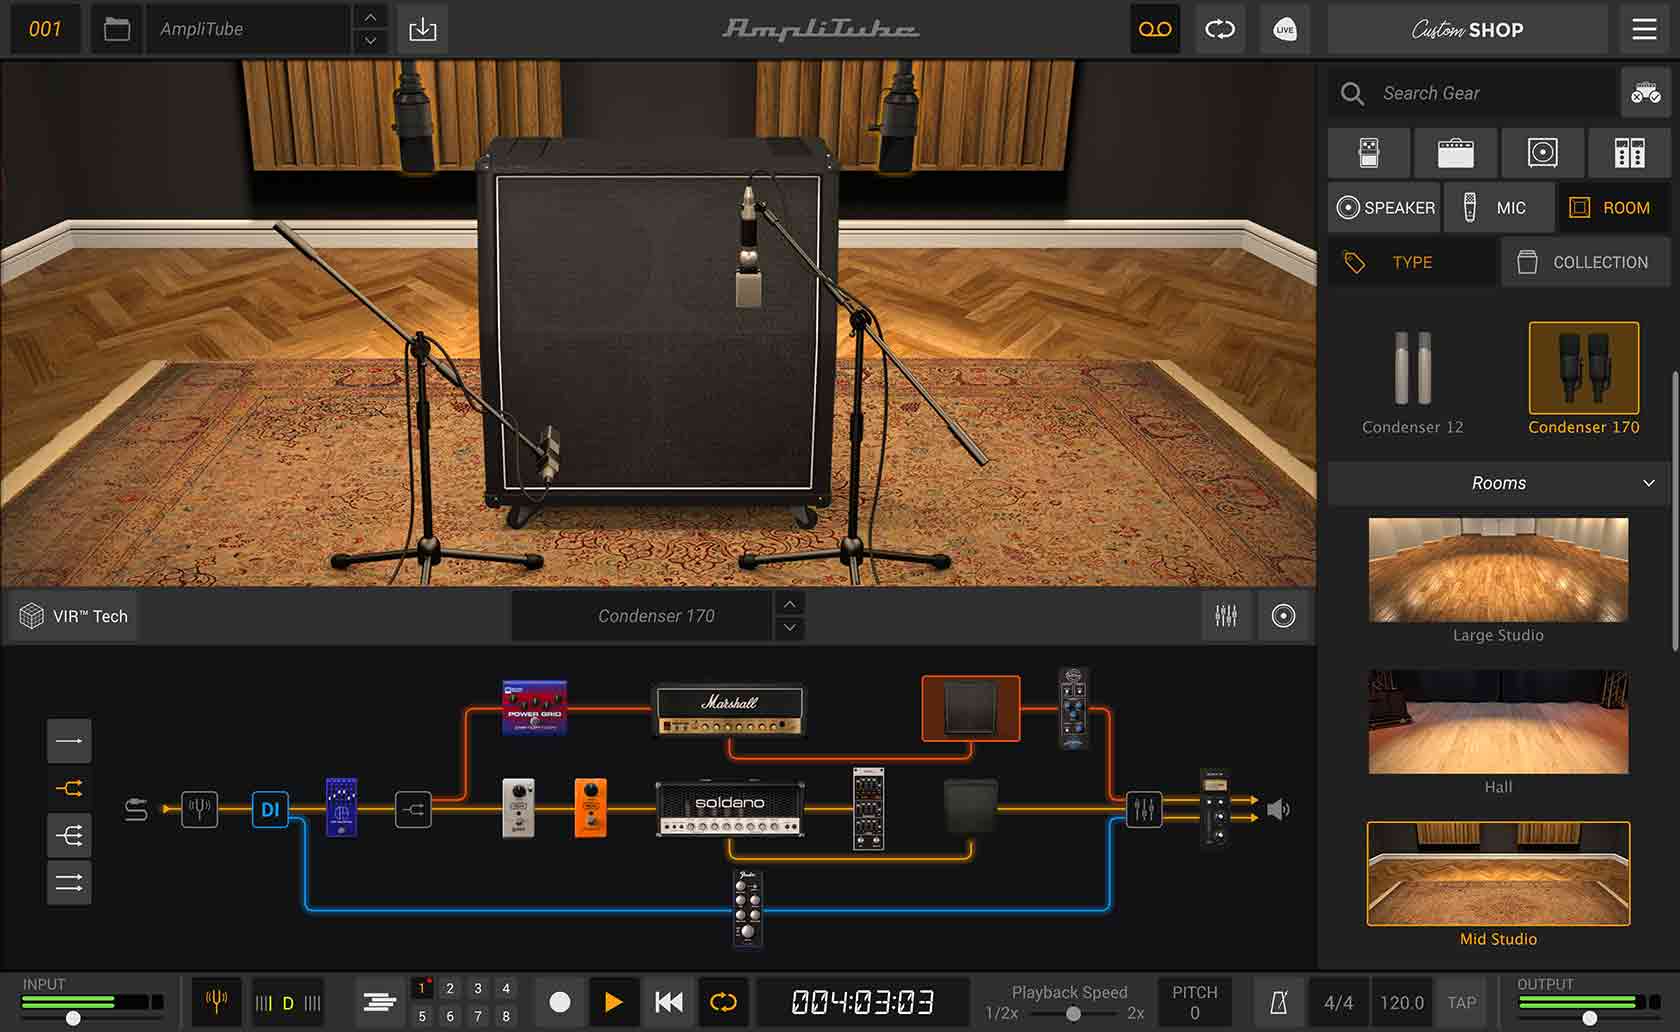 001
AmpliTube
AmpliTube
LIVE
Custom SHOP
Search Gear
SPEAKER
MIC
ROOM
TYPE
COLLECTION
Condenser 12
Condenser 170
Rooms
Large Studio
Hall
Mid Studio
VIR™ Tech
Condenser 170
POWER GRID
Marshall
DI
soldano
Fender
INPUT
D
1 2 3 4
5 6 7 8
004:03:03
Playback Speed
1/2x
2x
PITCH
0
4/4
120.0
TAP
OUTPUT